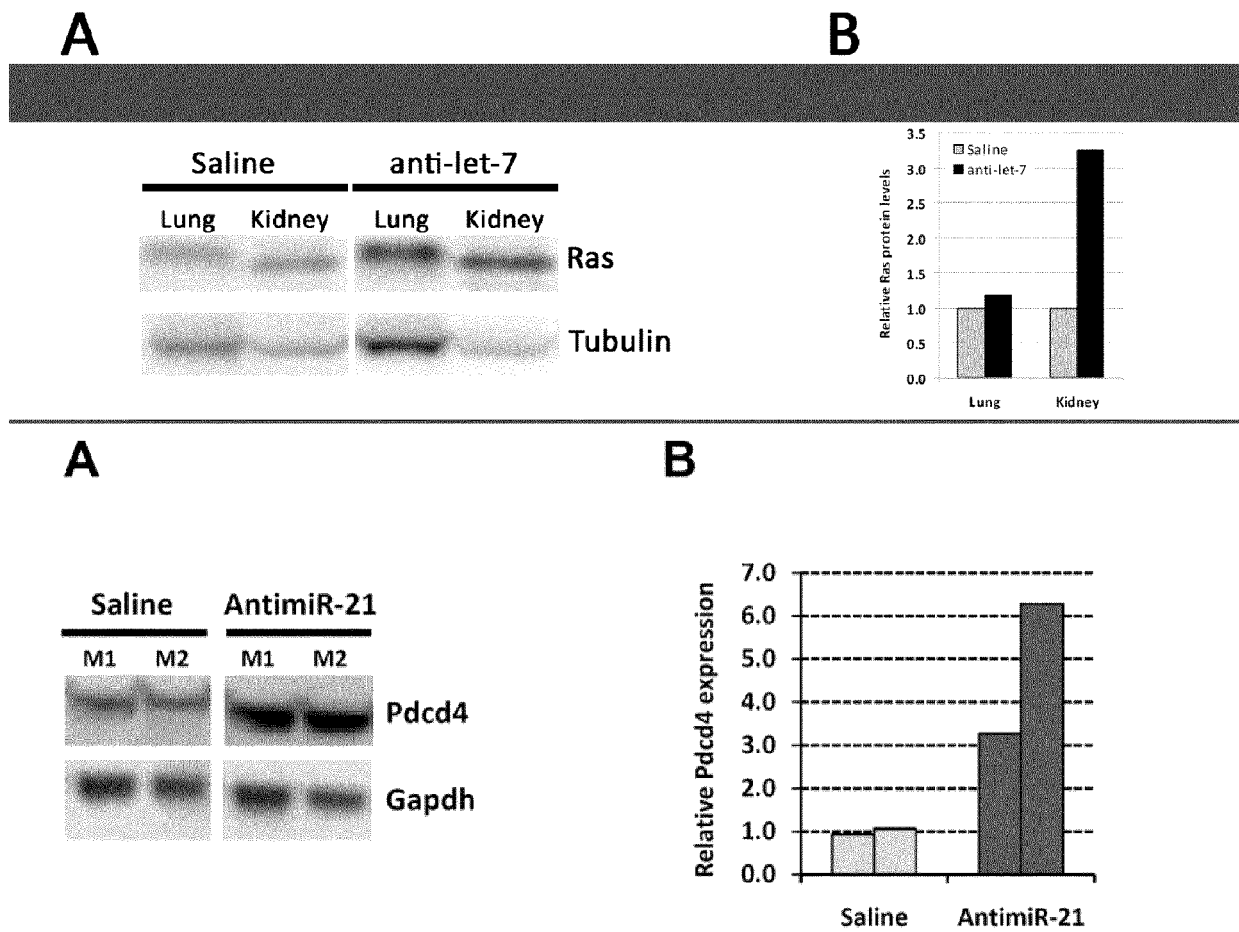 A
B
Saline anti-let-7
Lung Kidney Lung Kidney
Ras
Tubulin
Relative Ras protein levels
3.5
3.0
2.5
2.0
1.5
1.0
0.5
0.0
Saline
anti-let-7
Lung Kidney
A
B
Saline AntimiR-21
M1 M2 M1 M2
Pdcd4
Gapdh
Relative Pdcd4 expression
7.0
6.0
5.0
4.0
3.0
2.0
1.0
0.0
Saline AntimiR-21